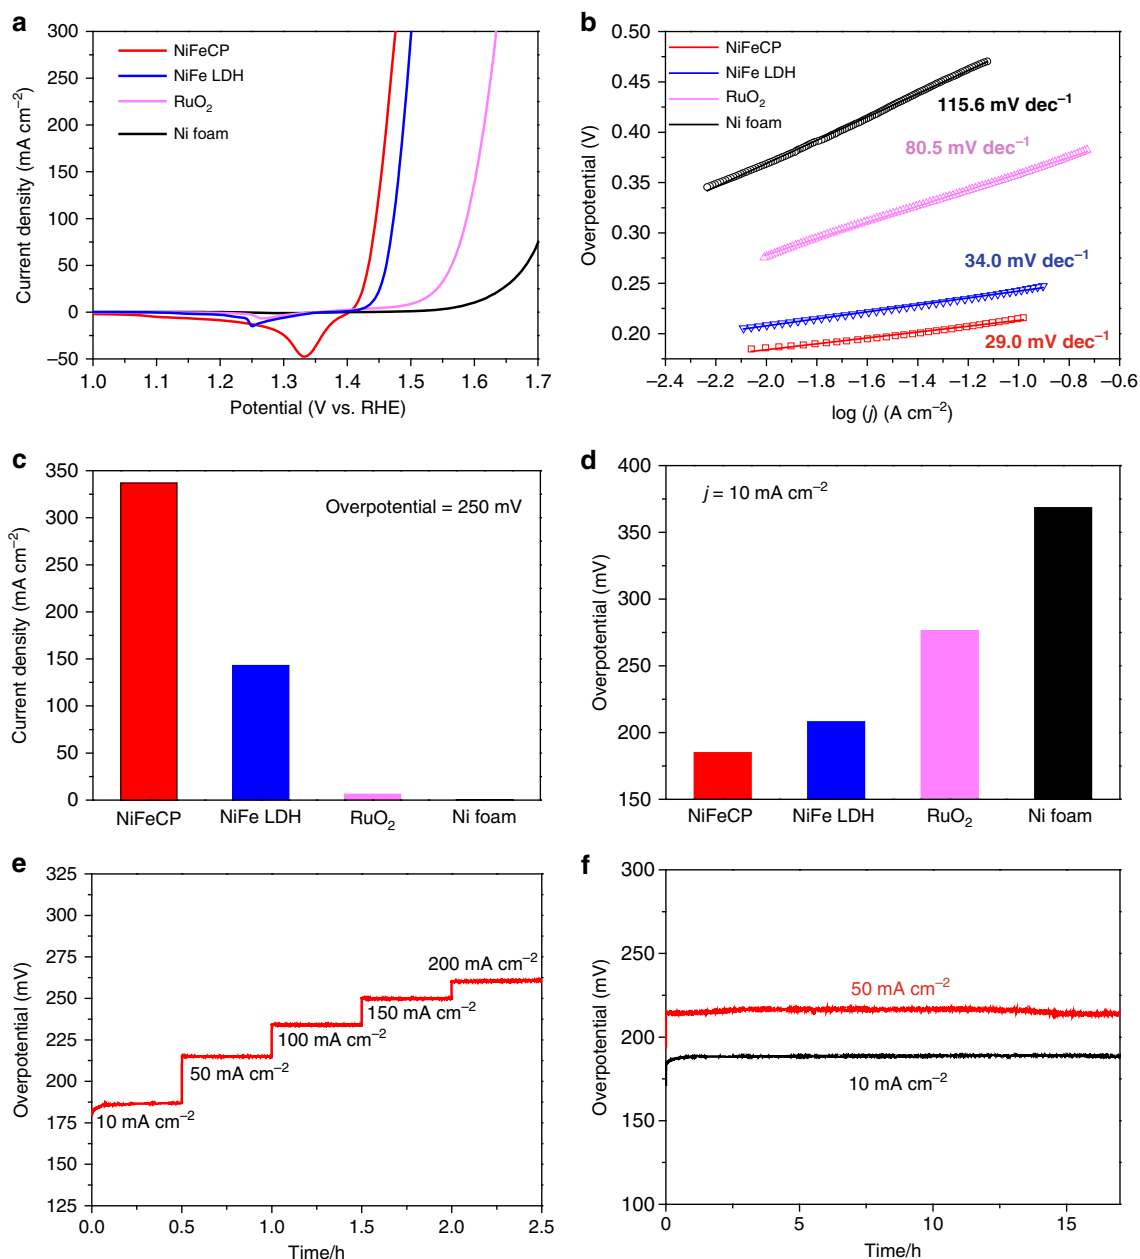 a
300
250
200
150
100
50
0
–50
NiFeCP
NiFe LDH
RuO₂
Ni foam
Current density (mA cm⁻²)
1.0 1.1 1.2 1.3 1.4 1.5 1.6 1.7
Potential (V vs. RHE)
b
0.50
0.45
0.40
0.35
0.30
0.25
0.20
NiFeCP
NiFe LDH
RuO₂
Ni foam
115.6 mV dec⁻¹
80.5 mV dec⁻¹
34.0 mV dec⁻¹
29.0 mV dec⁻¹
Overpotential (V)
–2.4 –2.2 –2.0 –1.8 –1.6 –1.4 –1.2 –1.0 –0.8 –0.6
log (j) (A cm⁻²)
c
350
300
250
200
150
100
50
0
Overpotential = 250 mV
Current density (mA cm⁻²)
NiFeCP NiFe LDH RuO₂ Ni foam
d
400
350
300
250
200
150
j = 10 mA cm⁻²
Overpotential (mV)
NiFeCP NiFe LDH RuO₂ Ni foam
e
325
300
275
250
225
200
175
150
125
200 mA cm⁻²
150 mA cm⁻²
100 mA cm⁻²
50 mA cm⁻²
10 mA cm⁻²
Overpotential (mV)
0.0 0.5 1.0 1.5 2.0 2.5
Time/h
f
300
250
200
150
100
50 mA cm⁻²
10 mA cm⁻²
Overpotential (mV)
0 5 10 15
Time/h